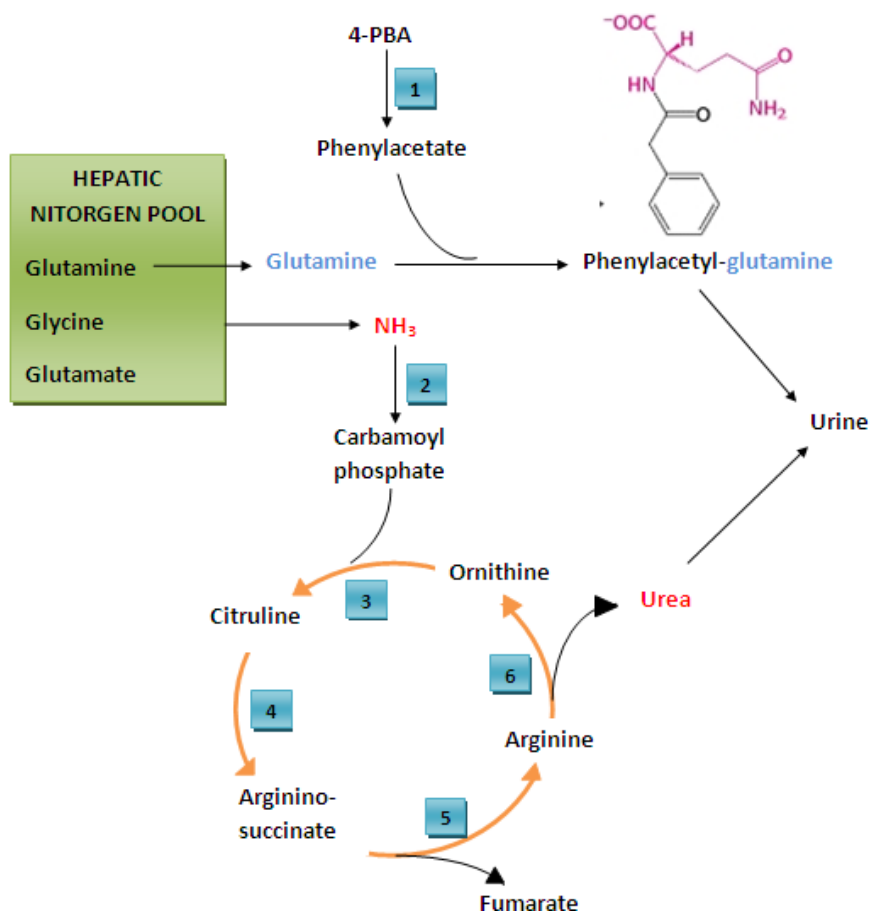 4-PBA
1
Phenylacetate
HEPATIC
NITORGEN POOL
Glutamine
Glycine
Glutamate
Glutamine
⁻OOC
H
HN
O
NH₂
O
Phenylacetyl-glutamine
NH₃
2
Carbamoyl
phosphate
Urine
Ornithine
3
Citruline
Urea
6
4
Arginine
Arginino-
succinate
5
Fumarate